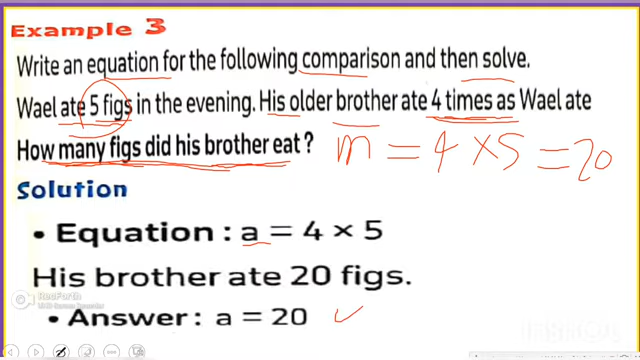 Example 3
Write an equation for the following comparison and then solve.
Wael ate 5 figs in the evening. His older brother ate 4 times as Wael ate
How many figs did his brother eat ? m = 4 × 5 = 20
Solution
• Equation : a = 4 × 5
His brother ate 20 figs.
• Answer : a = 20 ✓